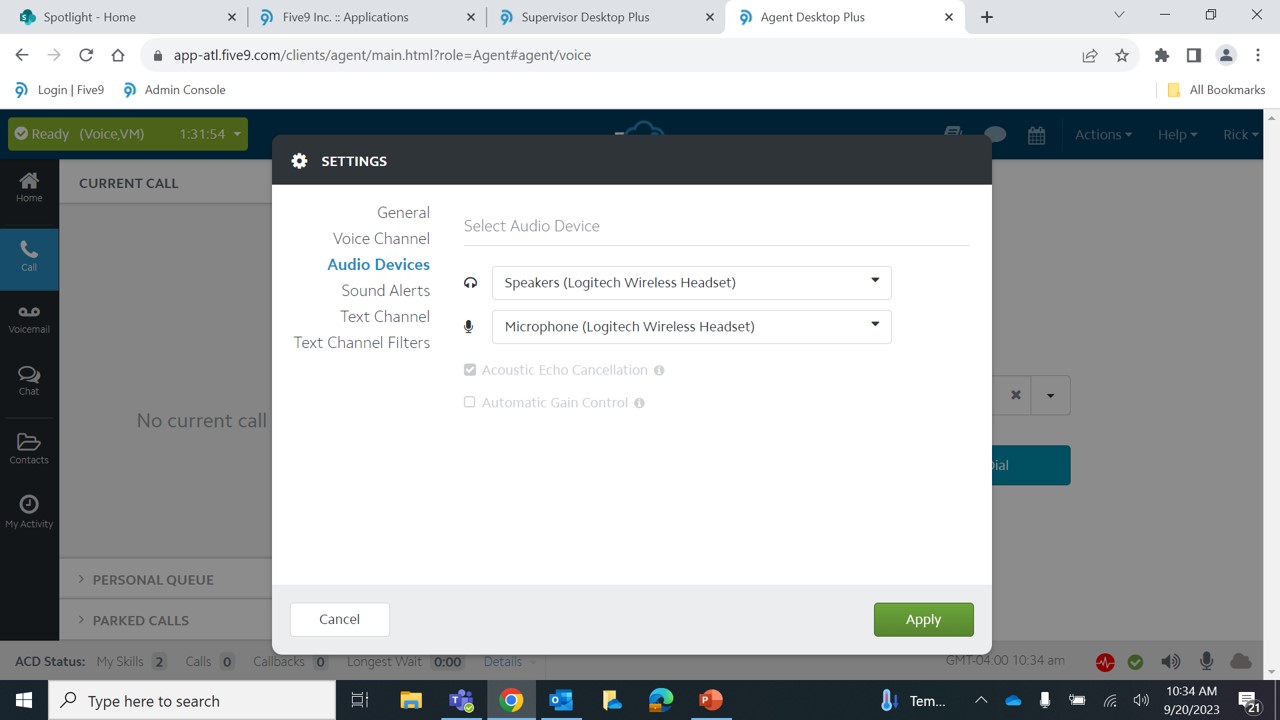 Spotlight - Home
Five9 Inc. :: Applications
Supervisor Desktop Plus
Agent Desktop Plus
app-atl.five9.com/clients/agent/main.html?role=Agent#agent/voice
Login | Five9
Admin Console
All Bookmarks
Ready (Voice,VM) 1:31:54
Actions
Help
Rick
Home
Call
Voicemail
Chat
Contacts
My Activity
CURRENT CALL
No current call
PERSONAL QUEUE
PARKED CALLS
SETTINGS
General
Voice Channel
Audio Devices
Sound Alerts
Text Channel
Text Channel Filters
Select Audio Device
Speakers (Logitech Wireless Headset)
Microphone (Logitech Wireless Headset)
Acoustic Echo Cancellation
Automatic Gain Control
Cancel
Apply
ial
ACD Status: My Skills 2 Calls 0 Callbacks 0 Longest Wait 0:00 Details
GMT-04:00 10:34 am
Type here to search
Tem...
10:34 AM
9/20/2023
21